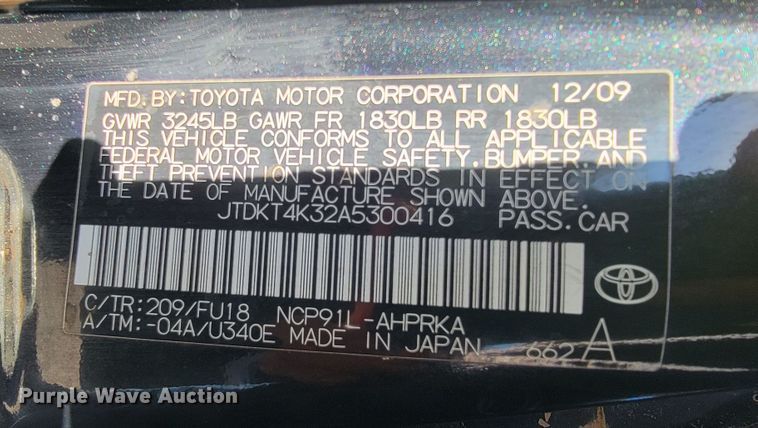 MFD.BY:TOYOTA MOTOR CORPORATION 12/09
GVWR 3245LB GAWR FR 1830LB RR 1830LB
THIS VEHICLE CONFORMS TO ALL APPLICABLE
FEDERAL MOTOR VEHICLE SAFETY,BUMPER,AND
THEFT PREVENTION STANDARDS IN EFFECT ON
THE DATE OF MANUFACTURE SHOWN ABOVE.
JTDKT4K32A5300416 PASS.CAR
C/TR:209/FU18 NCP91L-AHPRKA
A/TM:-04A/U340E MADE IN JAPAN 662A
Purple Wave Auction